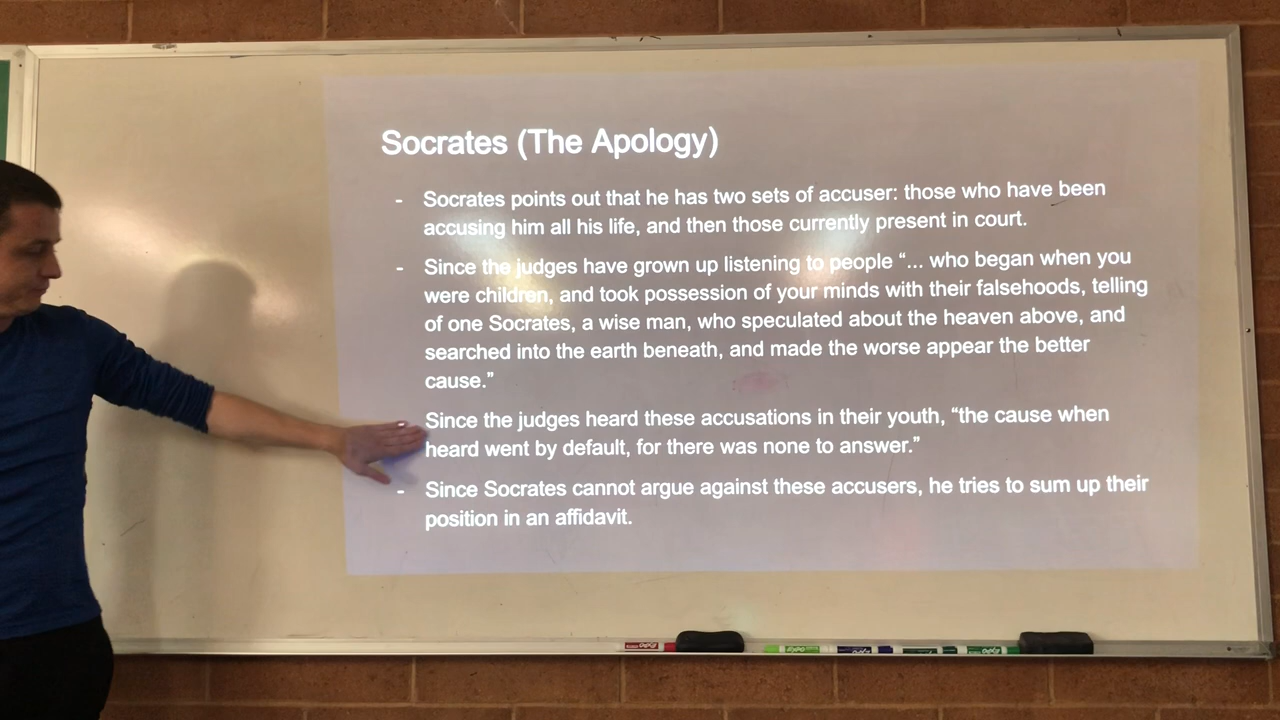 Socrates (The Apology)
- Socrates points out that he has two sets of accuser: those who have been
accusing him all his life, and then those currently present in court.
- Since the judges have grown up listening to people “... who began when you
were children, and took possession of your minds with their falsehoods, telling
of one Socrates, a wise man, who speculated about the heaven above, and
searched into the earth beneath, and made the worse appear the better
cause.”
Since the judges heard these accusations in their youth, “the cause when
heard went by default, for there was none to answer.”
- Since Socrates cannot argue against these accusers, he tries to sum up their
position in an affidavit.